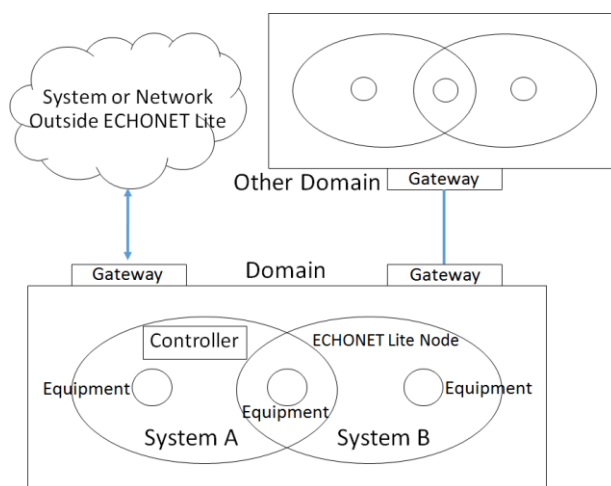 System or Network
Outside ECHONET Lite
Other Domain
Gateway
Gateway
Domain
Gateway
Controller
ECHONET Lite Node
Equipment
Equipment
Equipment
System A
System B